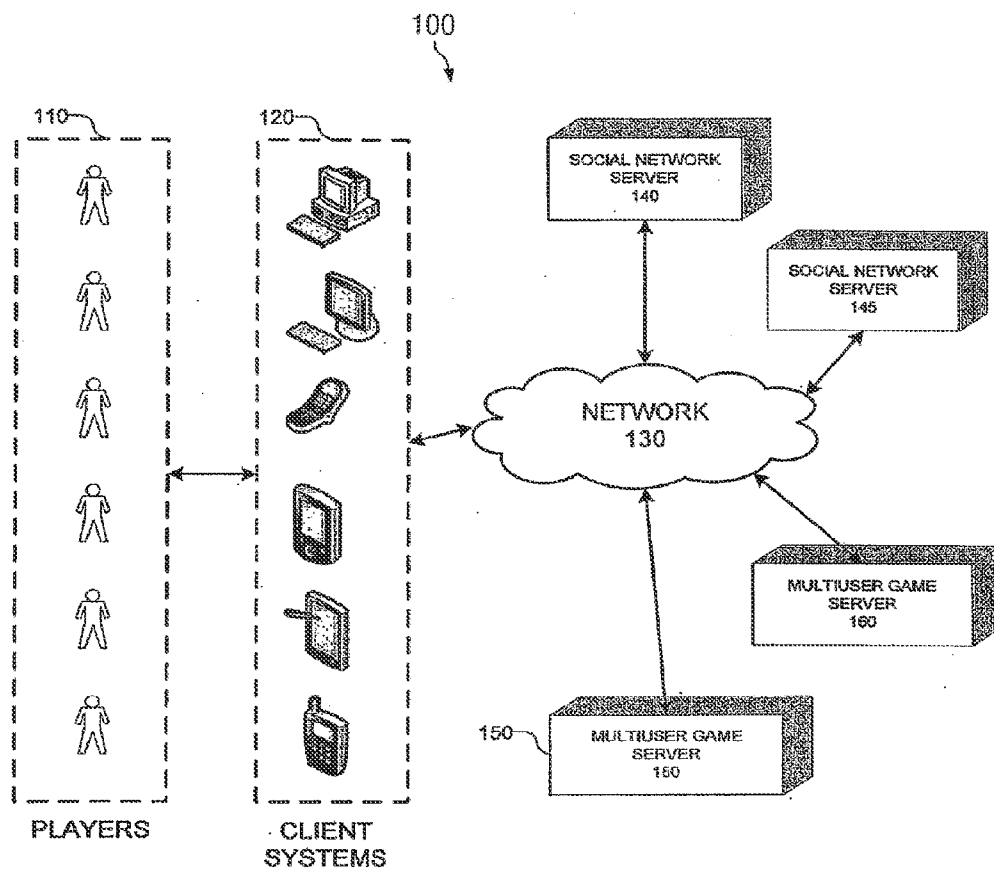 100
110
120
SOCIAL NETWORK
SERVER
140
SOCIAL NETWORK
SERVER
145
NETWORK
130
MULTIUSER GAME
SERVER
160
150
MULTIUSER GAME
SERVER
150
PLAYERS
CLIENT
SYSTEMS